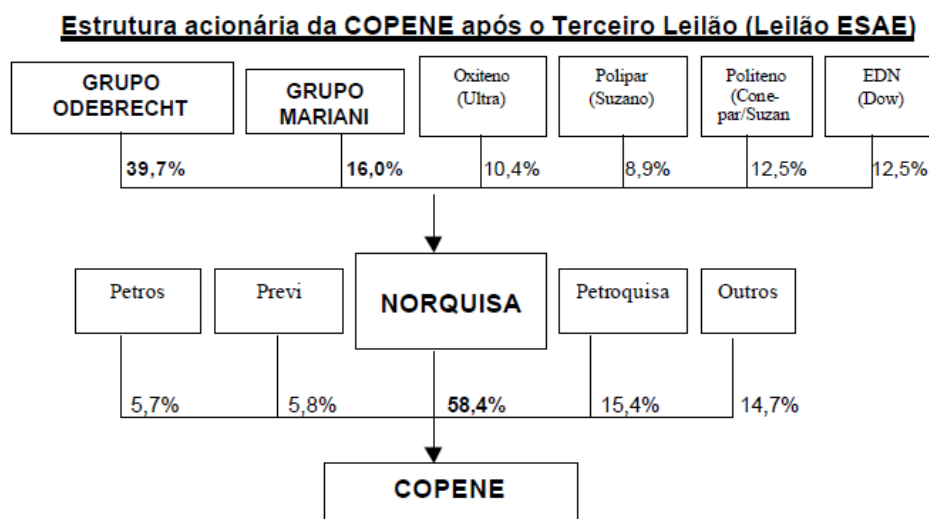 Estrutura acionária da COPENE após o Terceiro Leilão (Leilão ESAE)
GRUPO
ODEBRECHT
GRUPO
MARIANI
Oxiteno
(Ultra)
Polipar
(Suzano)
Politeno
(Cone-
par/Suzan
EDN
(Dow)
39,7%
16,0%
10,4%
8,9%
12,5%
12,5%
Petros
Previ
NORQUISA
Petroquisa
Outros
5,7%
5,8%
58,4%
15,4%
14,7%
COPENE